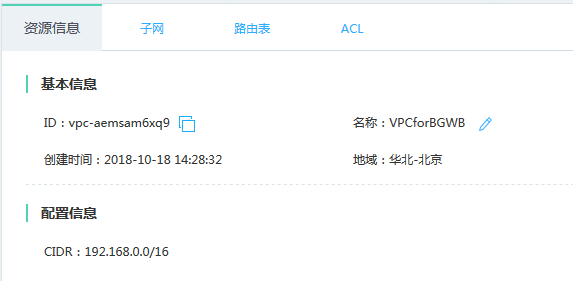 资源信息 子网 路由表 ACL
基本信息
ID：vpc-aemsam6xq9 名称：VPCforBGWB
创建时间：2018-10-18 14:28:32 地域：华北-北京
配置信息
CIDR：192.168.0.0/16